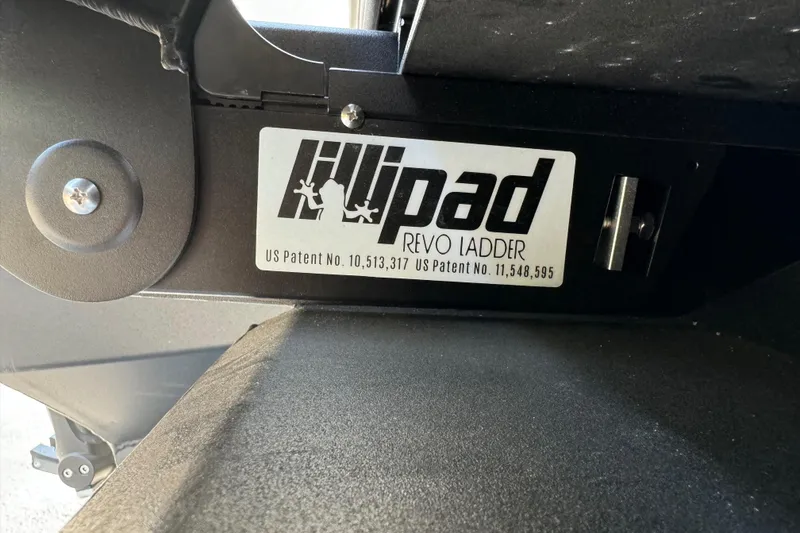 lillipad
REVO LADDER
US Patent No. 10,513,317 US Patent No. 11,548,595